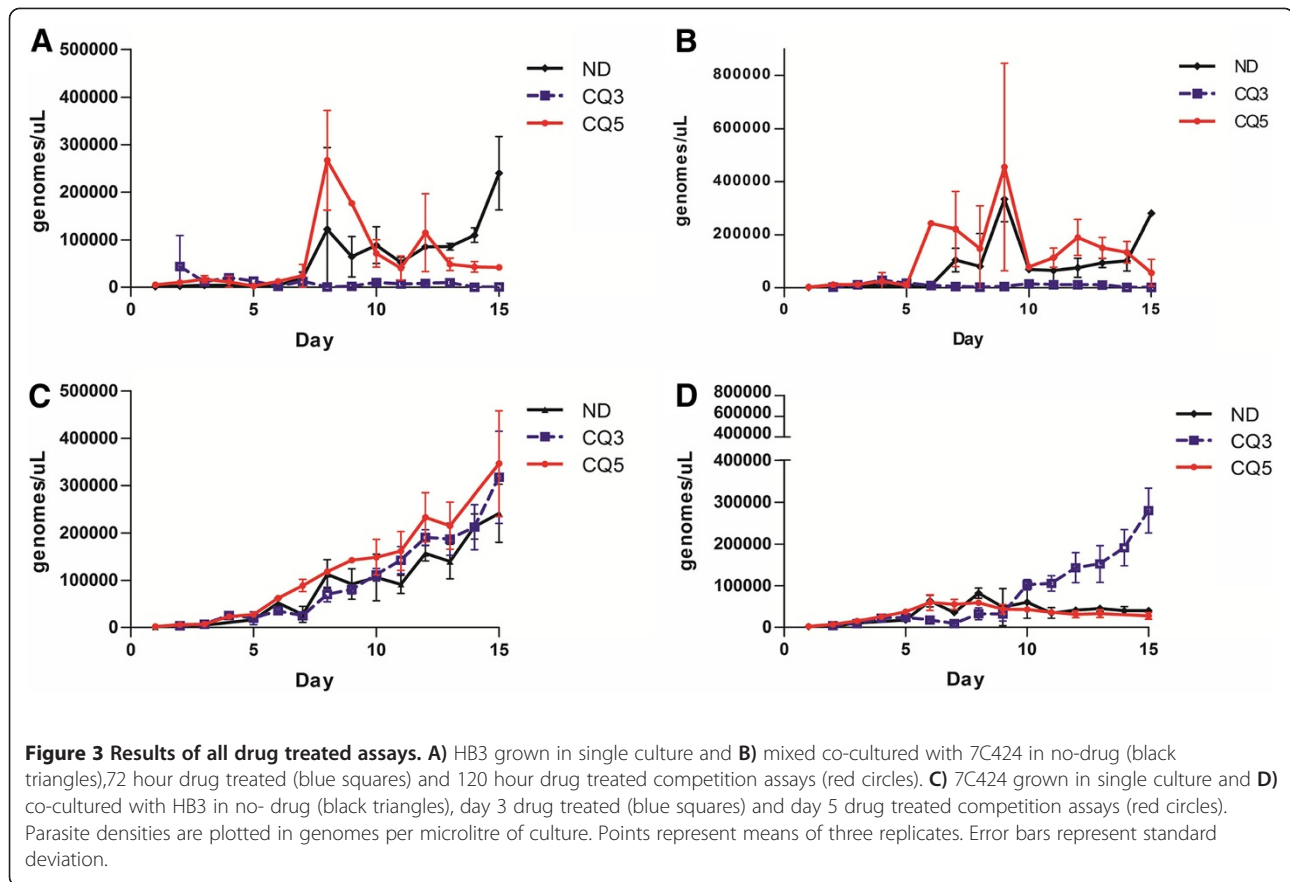 A
500000
400000
300000
200000
100000
0
genomes/uL
0 5 10 15
Day
ND
CQ3
CQ5
B
800000
600000
400000
200000
0
genomes/uL
0 5 10 15
Day
ND
CQ3
CQ5
C
500000
400000
300000
200000
100000
0
genomes/uL
0 5 10 15
Day
ND
CQ3
CQ5
D
800000
600000
400000
400000
300000
200000
100000
0
genomes/uL
0 5 10 15
Day
ND
CQ3
CQ5
Figure 3 Results of all drug treated assays. A) HB3 grown in single culture and B) mixed co-cultured with 7C424 in no-drug (black
triangles),72 hour drug treated (blue squares) and 120 hour drug treated competition assays (red circles). C) 7C424 grown in single culture and D)
co-cultured with HB3 in no- drug (black triangles), day 3 drug treated (blue squares) and day 5 drug treated competition assays (red circles).
Parasite densities are plotted in genomes per microlitre of culture. Points represent means of three replicates. Error bars represent standard
deviation.